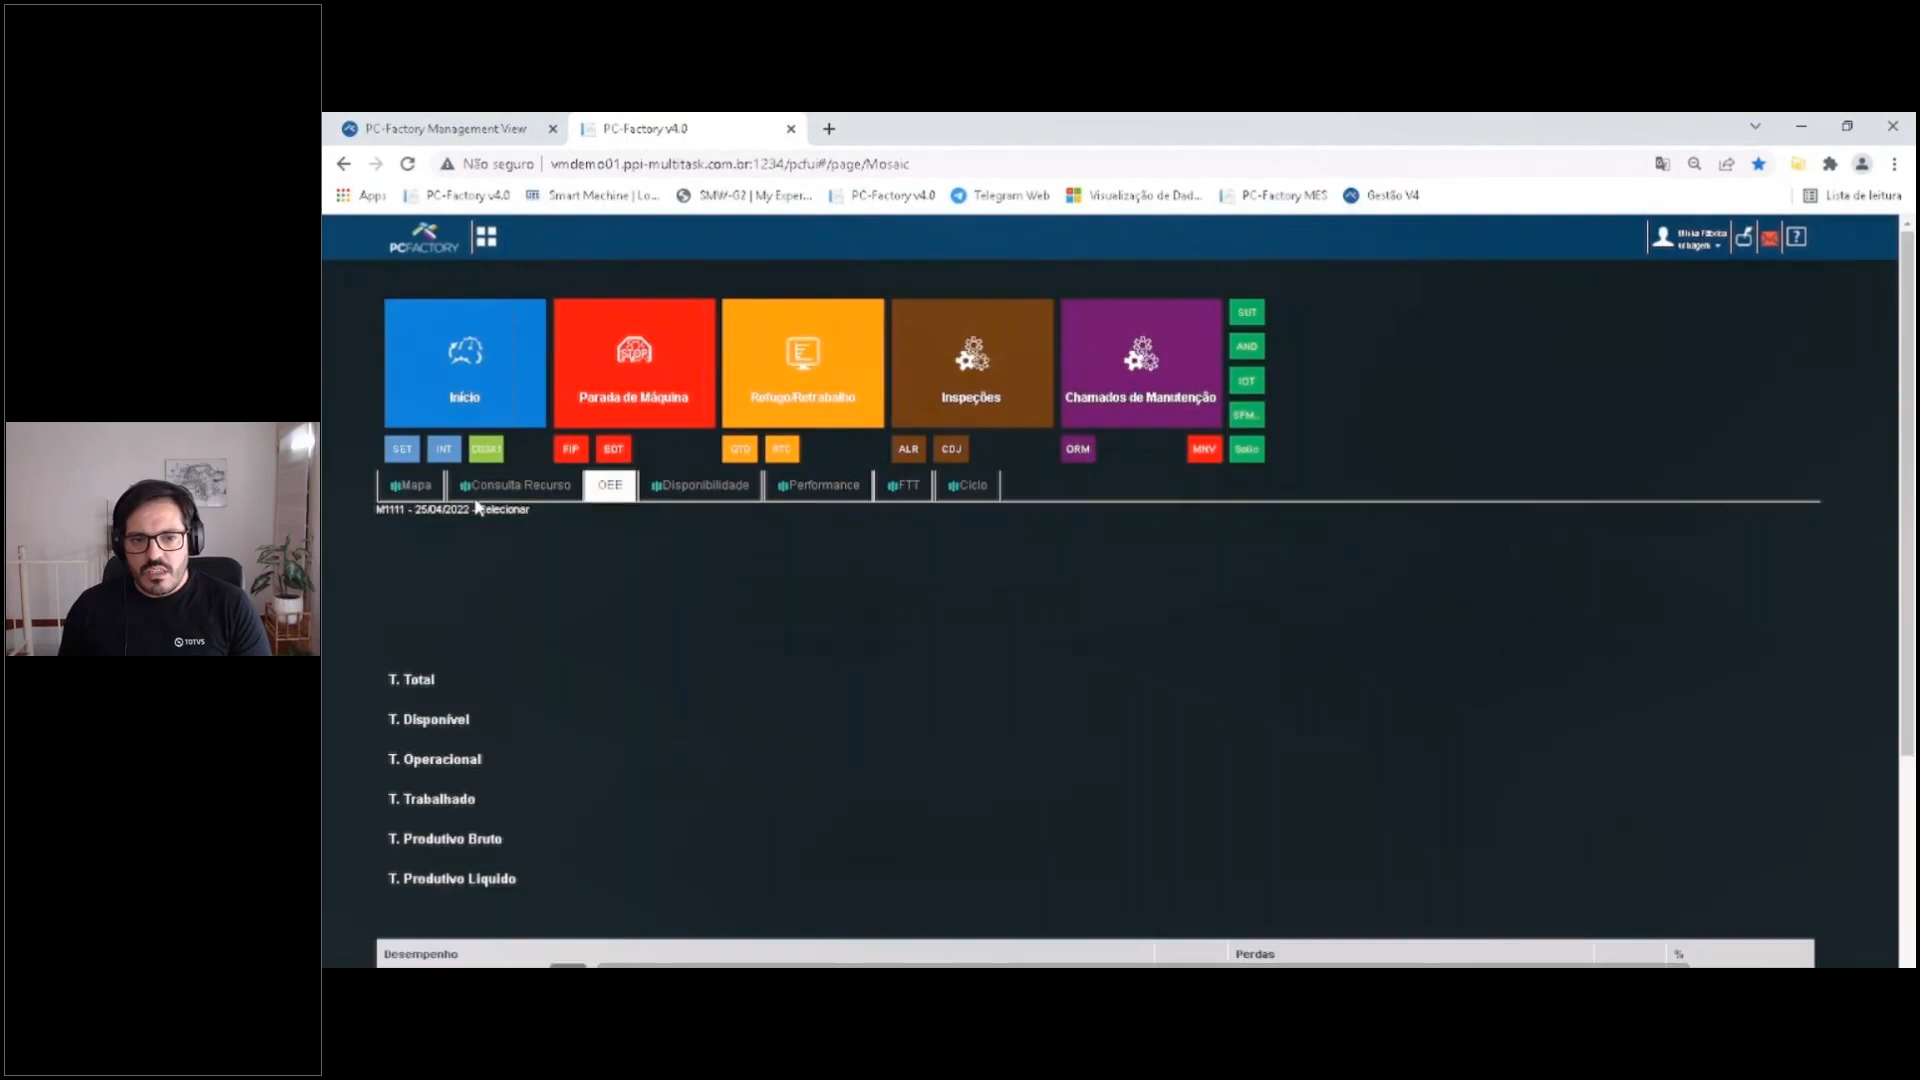 PC-Factory Management View
PC-Factory v4.0
Não seguro
vmdemo01.ppi-multitask.com.br:1234/pcfui#/page/Mosaic
Apps
PC-Factory v4.0
Smart Machine | Lo...
SMW-G2 | My Exper...
PC-Factory v4.0
Telegram Web
Visualização de Dad...
PC-Factory MES
Gestão V4
Lista de leitura
PCFACTORY
Início
STOP
Parada de Máquina
Refugo/Retrabalho
Inspeções
Chamados de Manutenção
AND
IOT
SFM...
SET
INT
FIP
EDT
QTD
RTC
ALR
CDJ
ORM
MNV
Mapa
Consulta Recurso
OEE
Disponibilidade
Performance
FTT
Ciclo
M1111 - 25/04/2022 -
T. Total
T. Disponível
T. Operacional
T. Trabalhado
T. Produtivo Bruto
T. Produtivo Líquido
Desempenho
Perdas
%
TOTVS